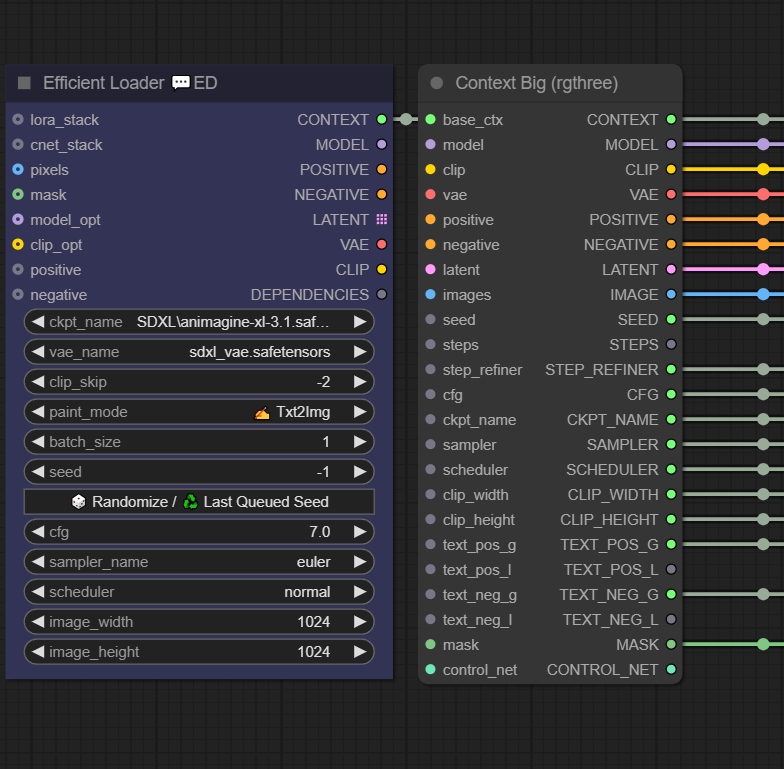 Efficient Loader 💬ED
lora_stack CONTEXT
cnet_stack MODEL
pixels POSITIVE
mask NEGATIVE
model_opt LATENT
clip_opt VAE
positive CLIP
negative DEPENDENCIES
ckpt_name SDXL\animagine-xl-3.1.saf...
vae_name sdxl_vae.safetensors
clip_skip -2
paint_mode ✍ Txt2Img
batch_size 1
seed -1
🎲 Randomize / ♻ Last Queued Seed
cfg 7.0
sampler_name euler
scheduler normal
image_width 1024
image_height 1024
Context Big (rgthree)
base_ctx CONTEXT
model MODEL
clip CLIP
vae VAE
positive POSITIVE
negative NEGATIVE
latent LATENT
images IMAGE
seed SEED
steps STEPS
step_refiner STEP_REFINER
cfg CFG
ckpt_name CKPT_NAME
sampler SAMPLER
scheduler SCHEDULER
clip_width CLIP_WIDTH
clip_height CLIP_HEIGHT
text_pos_g TEXT_POS_G
text_pos_l TEXT_POS_L
text_neg_g TEXT_NEG_G
text_neg_l TEXT_NEG_L
mask MASK
control_net CONTROL_NET